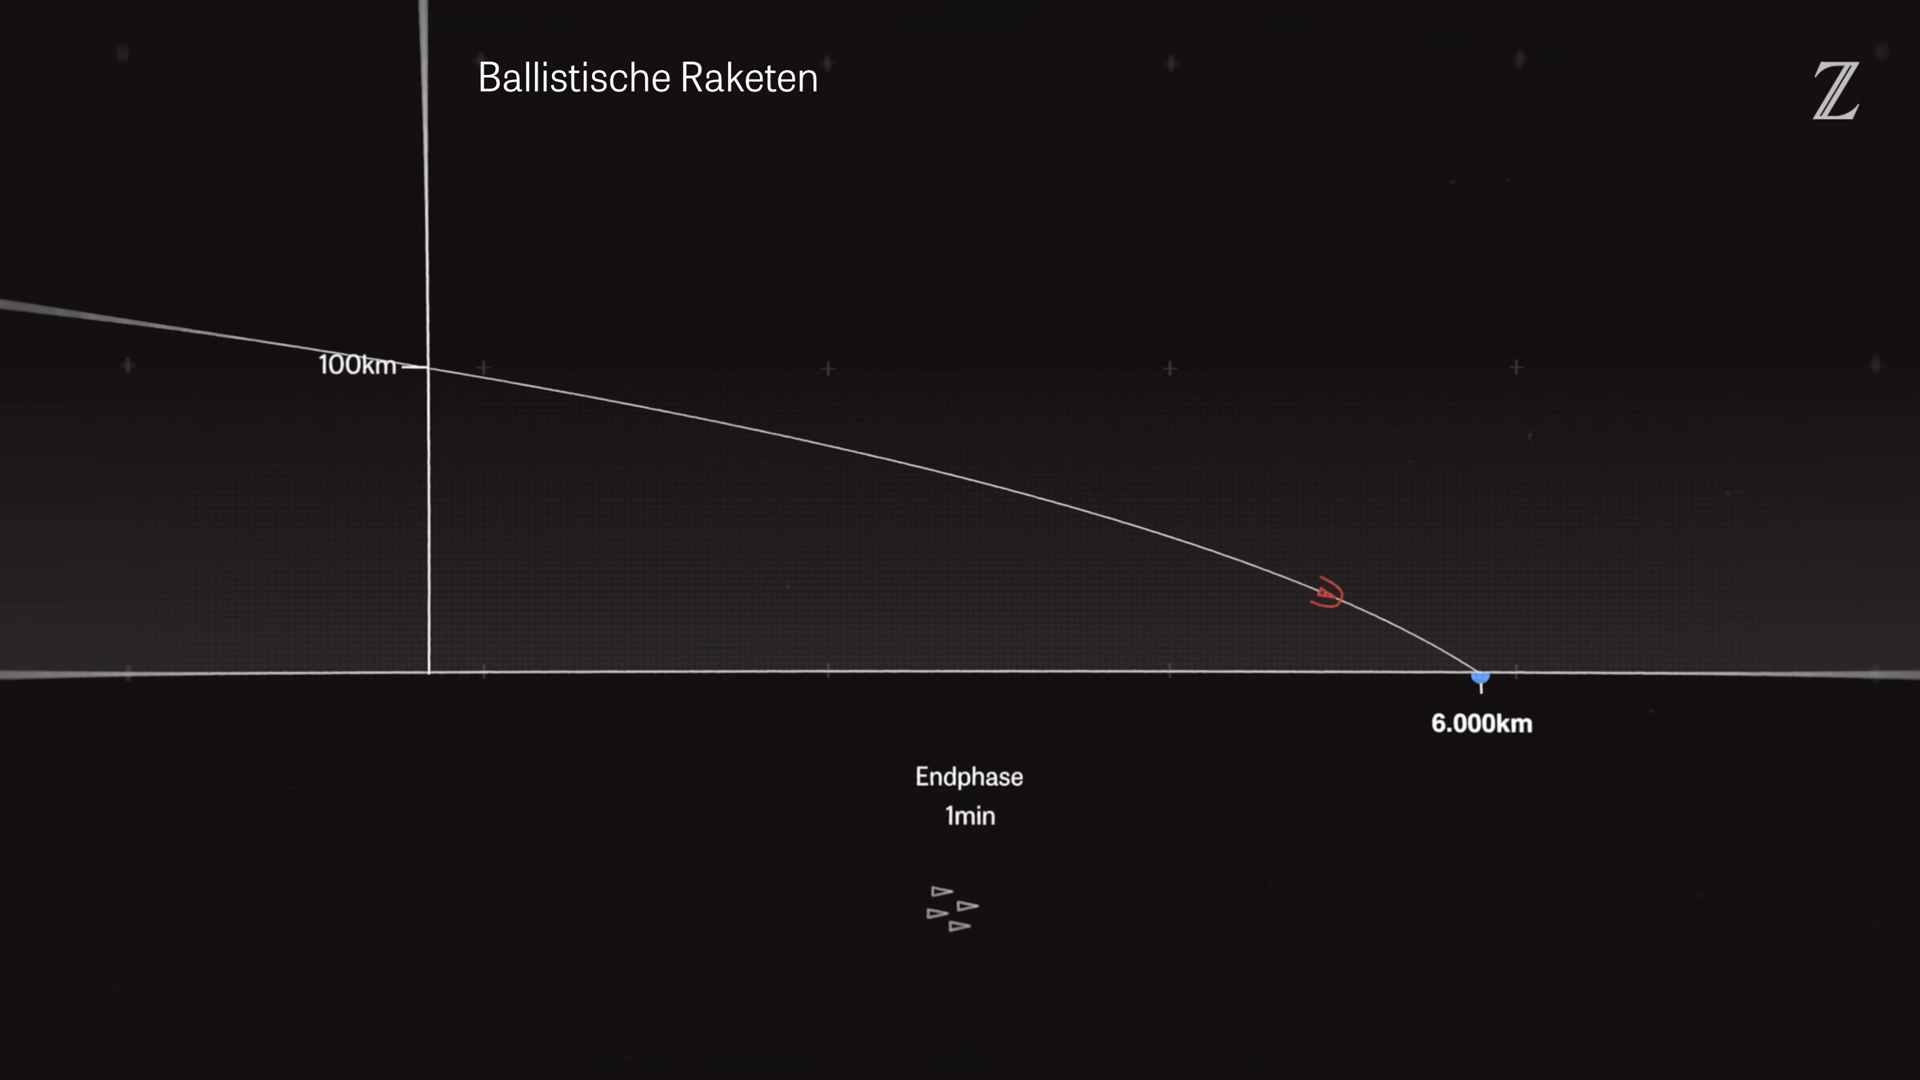 Ballistische Raketen
Z
100km
6.000km
Endphase
1min